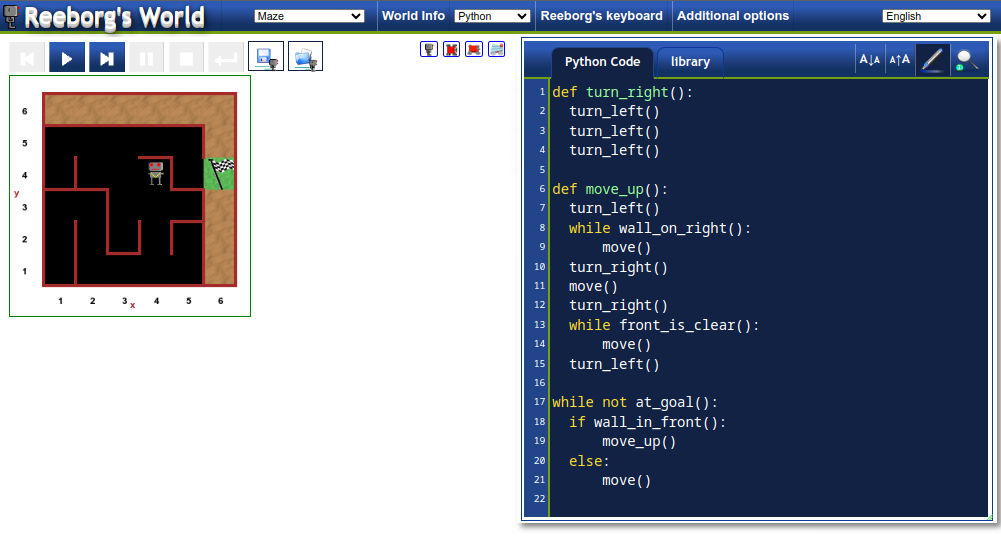 Reeborg's World
Maze
World Info
Python
Reeborg's keyboard
Additional options
English
Python Code
library
A↓A
A↑A
6
5
4
y
3
2
1
1 2 3 x 4 5 6
1 def turn_right():
2 turn_left()
3 turn_left()
4 turn_left()
5
6 def move_up():
7 turn_left()
8 while wall_on_right():
9 move()
10 turn_right()
11 move()
12 turn_right()
13 while front_is_clear():
14 move()
15 turn_left()
16
17 while not at_goal():
18 if wall_in_front():
19 move_up()
20 else:
21 move()
22